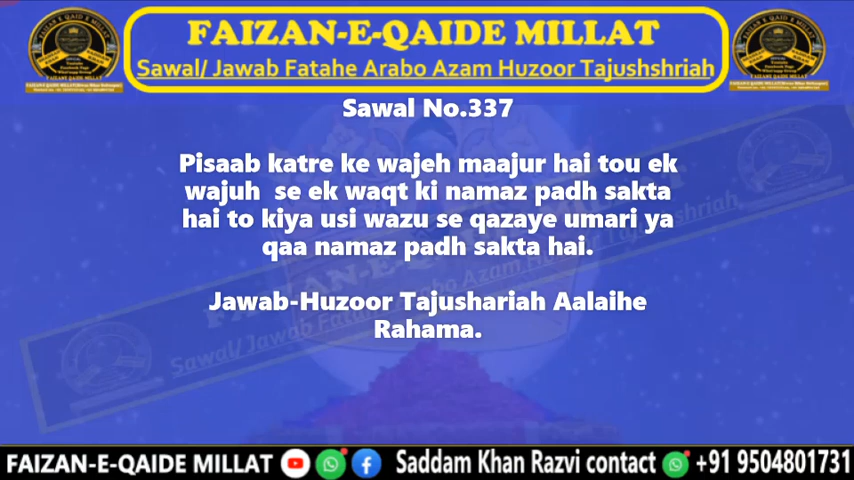 FAIZAN-E-QAIDE MILLAT
Sawal/ Jawab Fatahe Arabo Azam Huzoor Tajushshriah
Sawal No.337
Pisaab katre ke wajeh maajur hai tou ek
wajuh se ek waqt ki namaz padh sakta
hai to kiya usi wazu se qazaye umari ya
qaa namaz padh sakta hai.
Jawab-Huzoor Tajushariah Aalaihe
Rahama.
FAIZAN-E-QAIDE MILLAT
Saddam Khan Razvi contact
+91 9504801731